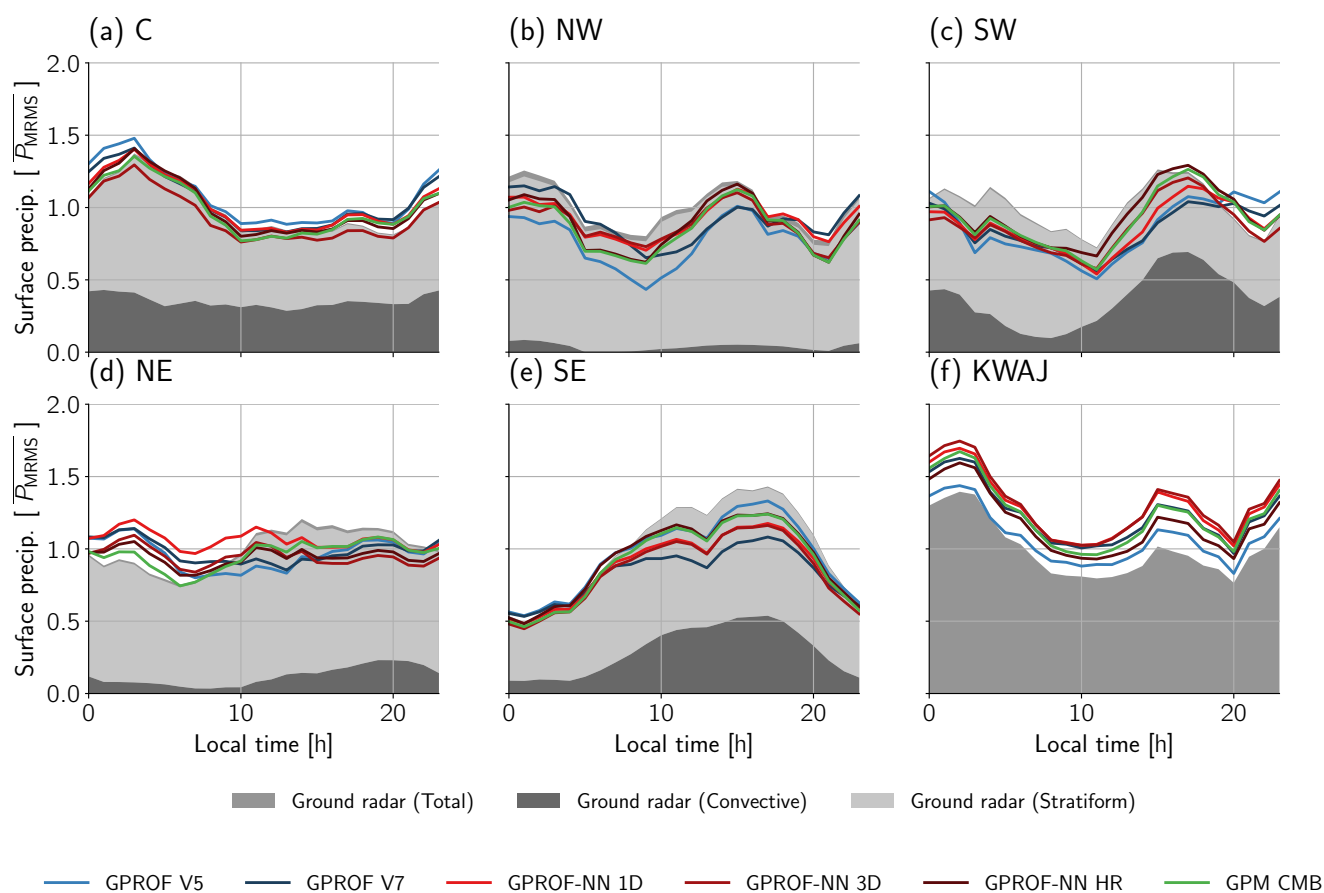 (a) C
(b) NW
(c) SW
2.0
1.5
1.0
0.5
0.0
Surface precip. [ P̅MRMS ]
(d) NE
(e) SE
(f) KWAJ
2.0
1.5
1.0
0.5
0.0
Surface precip. [ P̅MRMS ]
0 10 20
0 10 20
0 10 20
Local time [h]
Local time [h]
Local time [h]
Ground radar (Total) Ground radar (Convective) Ground radar (Stratiform)
GPROF V5 GPROF V7 GPROF-NN 1D GPROF-NN 3D GPROF-NN HR GPM CMB